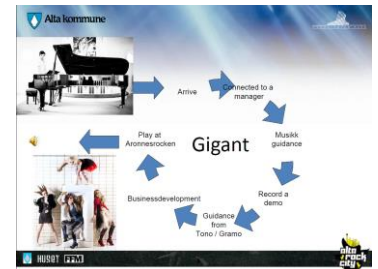 Alta kommune
Arrive
Connected to a
manager
Musikk
guidance
Record a
demo
Guidance
from
Tono / Gramo
Businessdevelopment
Play at
Aronnesrocken
Gigant
HUSET FFM
alta
rock
city